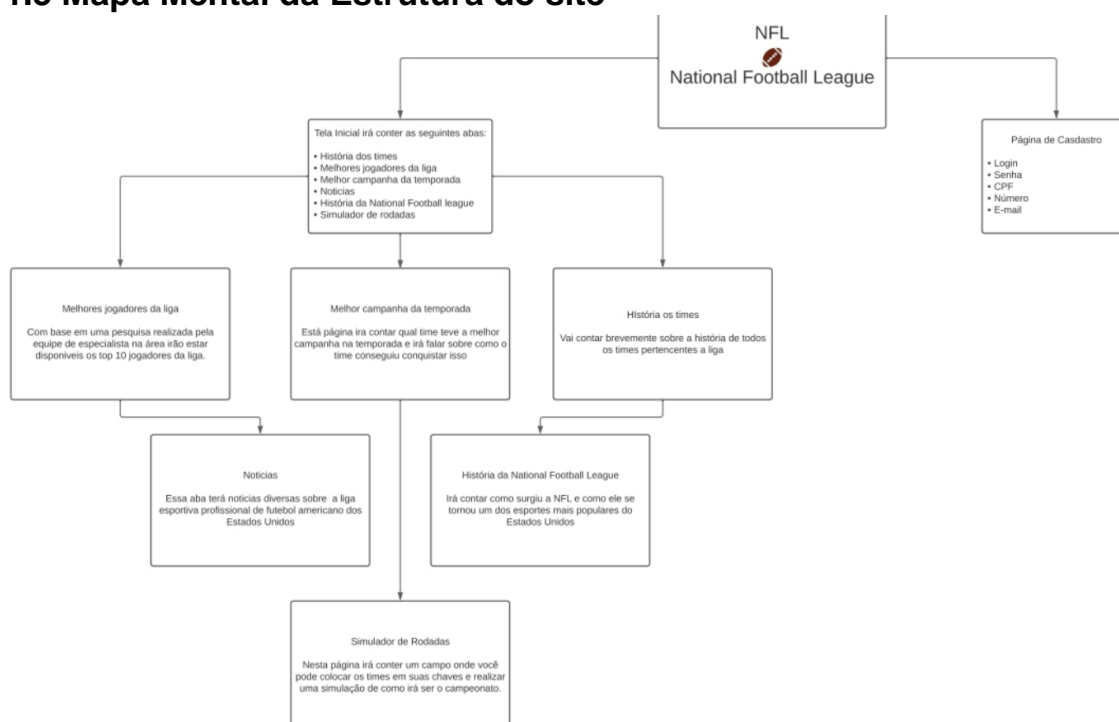 Mapa Mental da Estrutura do site
NFL
National Football League
Tela Inicial irá conter as seguintes abas:
• História dos times
• Melhores jogadores da liga
• Melhor campanha da temporada
• Noticias
• História da National Football league
• Simulador de rodadas
Página de Casdastro
• Login
• Senha
• CPF
• Número
• E-mail
Melhores jogadores da liga
Com base em uma pesquisa realizada pela
equipe de especialista na área irão estar
disponiveis os top 10 jogadores da liga.
Melhor campanha da temporada
Está página ira contar qual time teve a melhor
campanha na temporada e irá falar sobre como o
time conseguiu conquistar isso
HIstória os times
Vai contar brevemente sobre a história de todos
os times pertencentes a liga
Noticias
Essa aba terá noticias diversas sobre a liga
esportiva profissional de futebol americano dos
Estados Unidos
História da National Football League
Irá contar como surgiu a NFL e como ele se
tornou um dos esportes mais populares do
Estados Unidos
Simulador de Rodadas
Nesta página irá conter um campo onde você
pode colocar os times em suas chaves e realizar
uma simulação de como irá ser o campeonato.